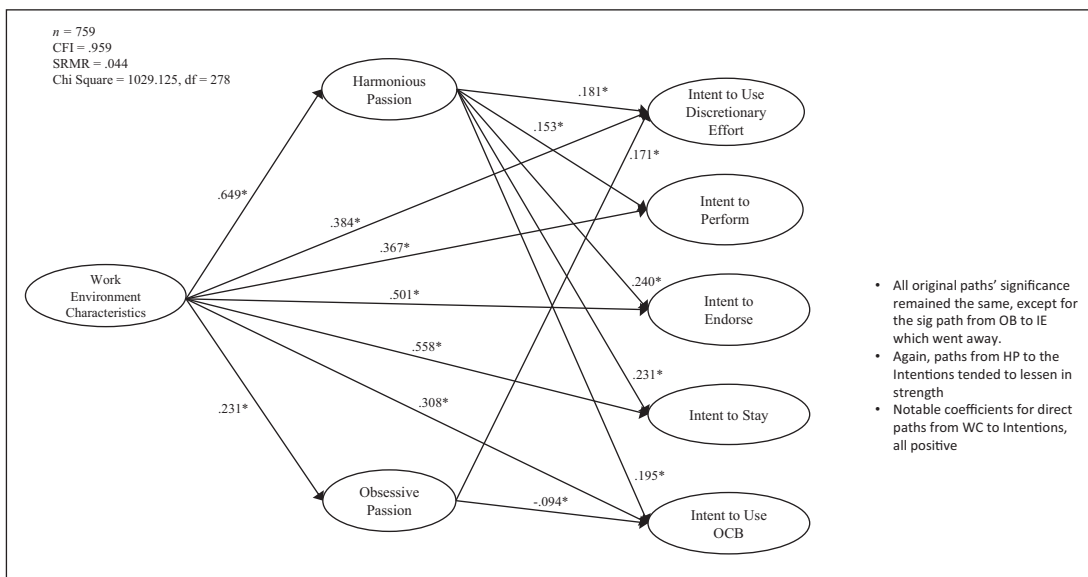 n = 759
CFI = .959
SRMR = .044
Chi Square = 1029.125, df = 278
Harmonious
Passion
Intent to Use
Discretionary
Effort
.181*
.153*
.171*
Intent to
Perform
.649*
.384*
.367*
Work
Environment
Characteristics
.501*
.240*
Intent to
Endorse
.558*
.231*
Intent to Stay
.231*
.308*
.195*
Obsessive
Passion
-.094*
Intent to Use
OCB
• All original paths’ significance
remained the same, except for
the sig path from OB to IE
which went away.
• Again, paths from HP to the
Intentions tended to lessen in
strength
• Notable coefficients for direct
paths from WC to Intentions,
all positive